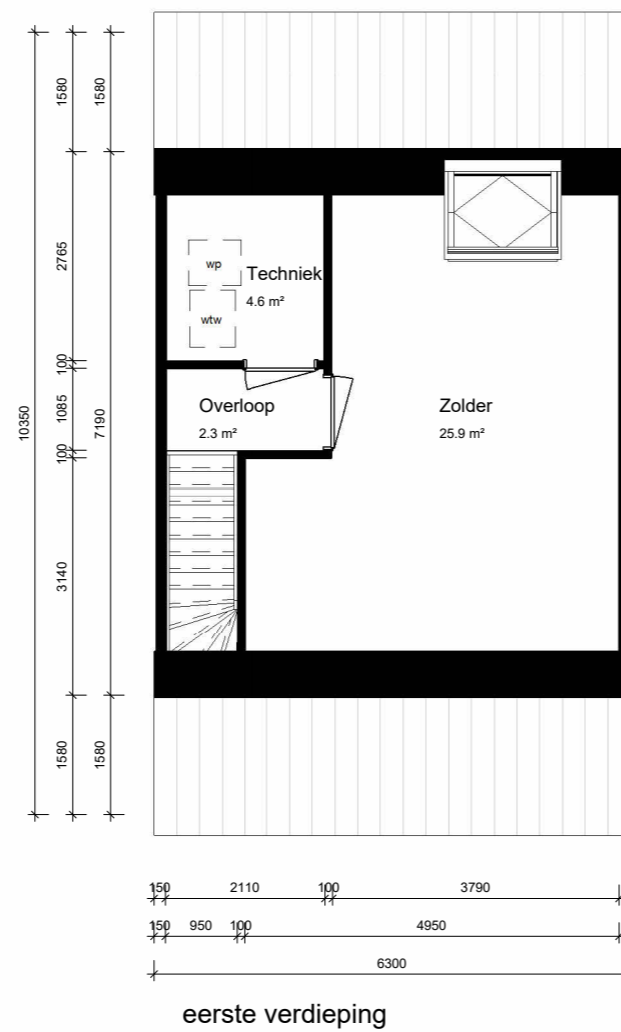 1580
1580
wp
Techniek
4.6 m²
wtw
2765
100
Overloop
2.3 m²
Zolder
25.9 m²
10350
1085
7190
100
3140
1580
1580
150 2110 100 3790
150 950 100 4950
6300
eerste verdieping